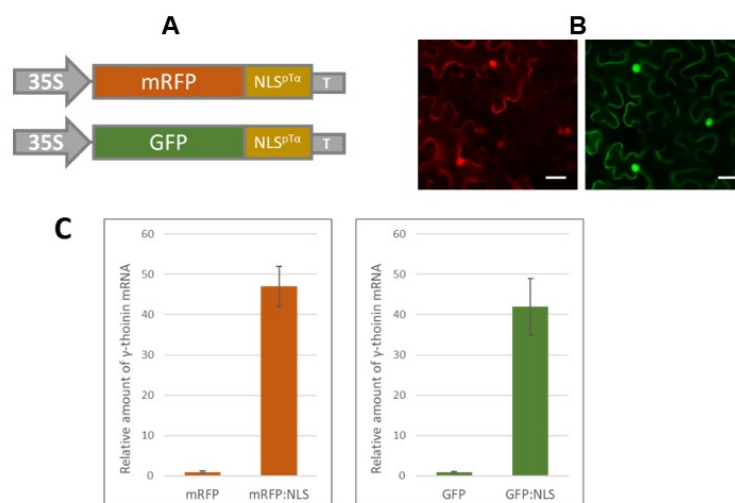 A
B
35S mRFP NLSpTα T
35S GFP NLSpTα T
C
Relative amount of γ-thoinin mRNA
60
50
40
30
20
10
0
mRFP mRFP:NLS
Relative amount of γ-thoinin mRNA
60
50
40
30
20
10
0
GFP GFP:NLS